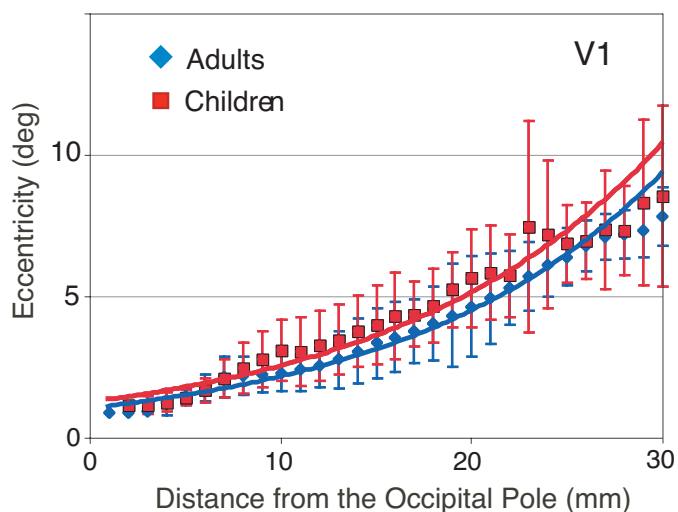 V1
Adults
Children
Eccentricity (deg)
10
5
0
0 10 20 30
Distance from the Occipital Pole (mm)